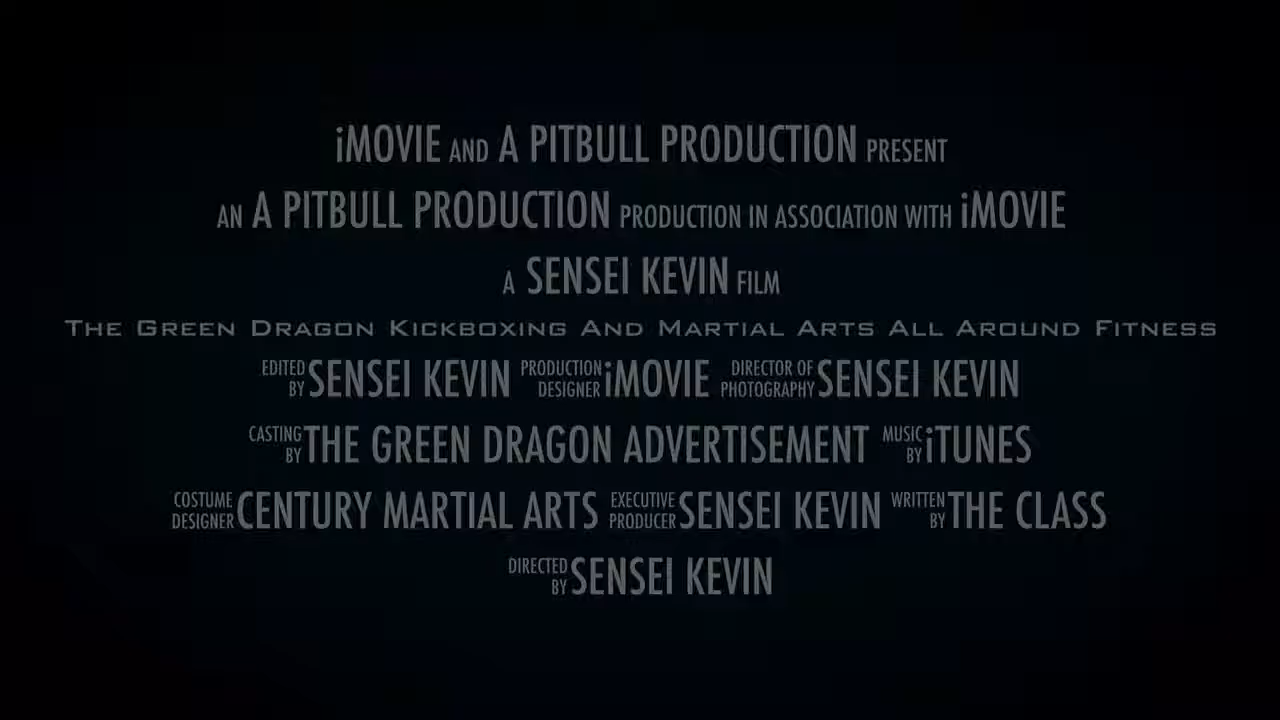 iMOVIE AND A PITBULL PRODUCTION PRESENT
AN A PITBULL PRODUCTION PRODUCTION IN ASSOCIATION WITH iMOVIE
A SENSEI KEVIN FILM
THE GREEN DRAGON KICKBOXING AND MARTIAL ARTS ALL AROUND FITNESS
EDITED BY SENSEI KEVIN PRODUCTION DESIGNER iMOVIE DIRECTOR OF PHOTOGRAPHY SENSEI KEVIN
CASTING BY THE GREEN DRAGON ADVERTISEMENT MUSIC BY iTUNES
COSTUME DESIGNER CENTURY MARTIAL ARTS EXECUTIVE PRODUCER SENSEI KEVIN WRITTEN BY THE CLASS
DIRECTED BY SENSEI KEVIN